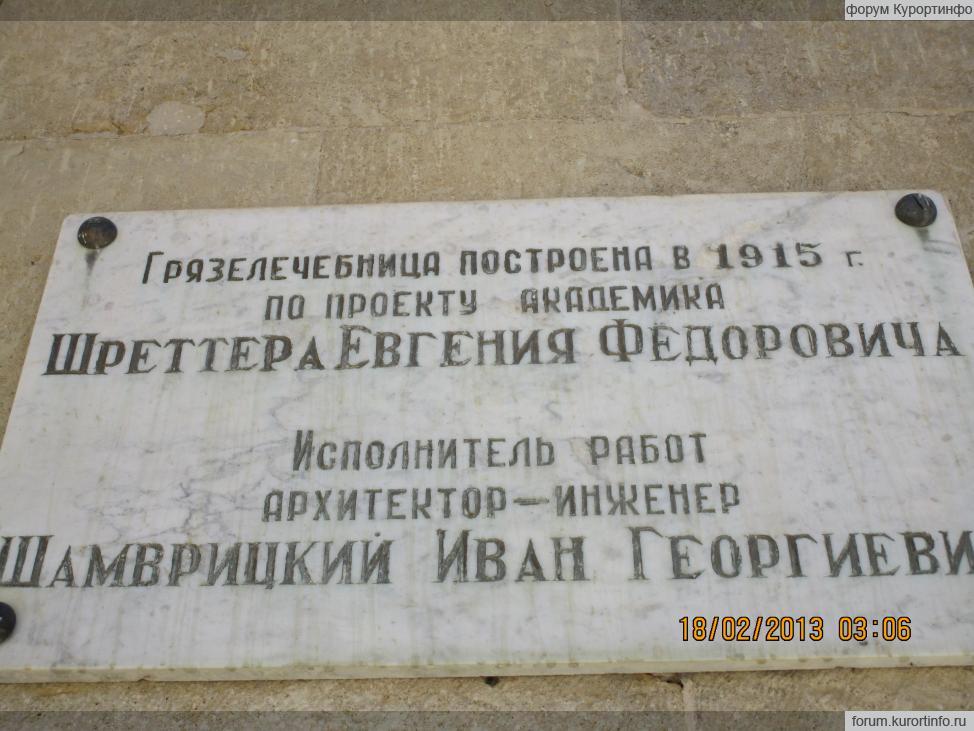 форум Курортинфо
Грязелечебница построена в 1915 г.
по проекту академика
Шреттера Евгения Федоровича
Исполнитель работ
архитектор — инженер
Шамврицкий Иван Георгиеви
18/02/2013 03:06
forum.kurortinfo.ru